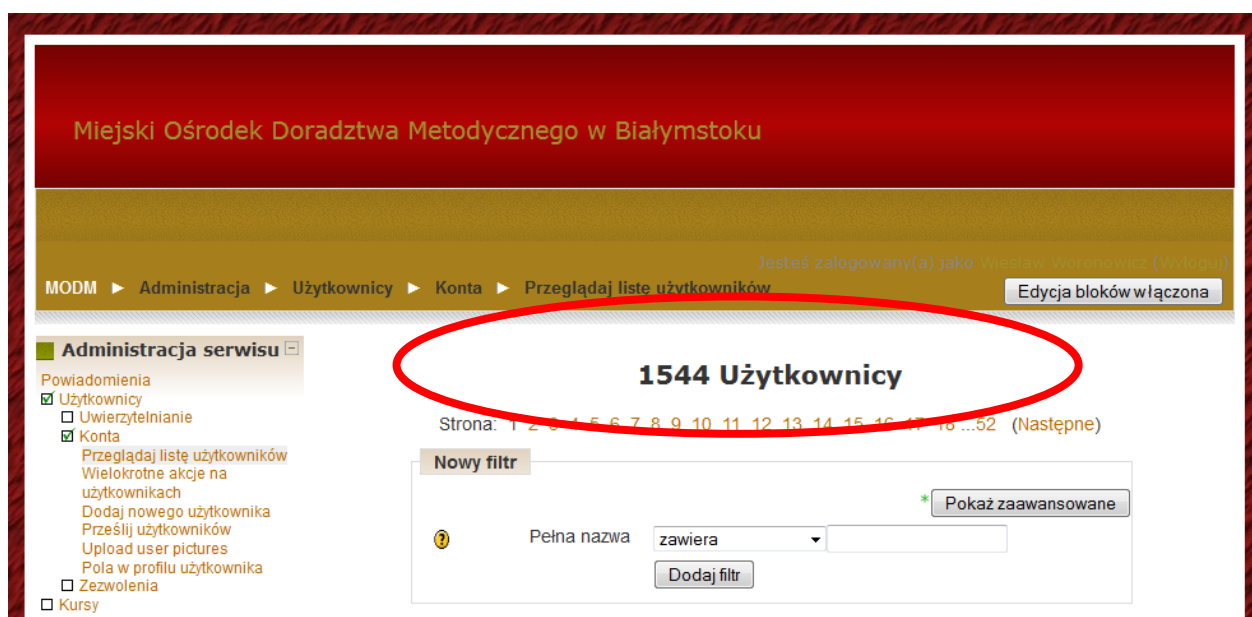 Miejski Ośrodek Doradztwa Metodycznego w Białymstoku
Jesteś zalogowany(a) jako Wiesław Woronowicz (Wyloguj)
MODM ► Administracja ► Użytkownicy ► Konta ► Przeglądaj listę użytkowników
Edycja bloków włączona
Administracja serwisu
Powiadomienia
Użytkownicy
Uwierzytelnianie
Konta
Przeglądaj listę użytkowników
Wielokrotne akcje na
użytkownikach
Dodaj nowego użytkownika
Prześlij użytkowników
Upload user pictures
Pola w profilu użytkownika
Zezwolenia
Kursy
1544 Użytkownicy
Strona: 1 2 3 4 5 6 7 8 9 10 11 12 13 14 15 16 17 18 ...52 (Następne)
Nowy filtr
* Pokaż zaawansowane
Pełna nazwa zawiera
Dodaj filtr